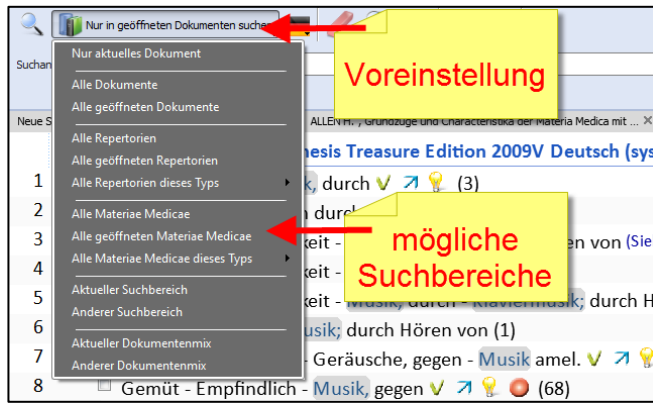 Nur in geöffneten Dokumenten suchen
Nur aktuelles Dokument
Suchan
Voreinstellung
Alle Dokumente
Alle geöffneten Dokumente
Neue S
ALLEN H. , Grundzüge und Characteristika der Materia Medica mit ... ×
Alle Repertorien
Alle geöffneten Repertorien
Alle Repertorien dieses Typs
nesis Treasure Edition 2009V Deutsch (sys
1 k, durch (3)
2 durch
Alle Materiae Medicae
Alle geöffneten Materiae Medicae
Alle Materiae Medicae dieses Typs
mögliche
Suchbereiche
3 keit - en von (Sie
4 keit -
Aktueller Suchbereich
Anderer Suchbereich
5 keit - Musik, durch - Klaviermusik; durch H
6 usik; durch Hören von (1)
Aktueller Dokumentenmix
Anderer Dokumentenmix
7 - Geräusche, gegen - Musik amel.
8 Gemüt - Empfindlich - Musik, gegen (68)